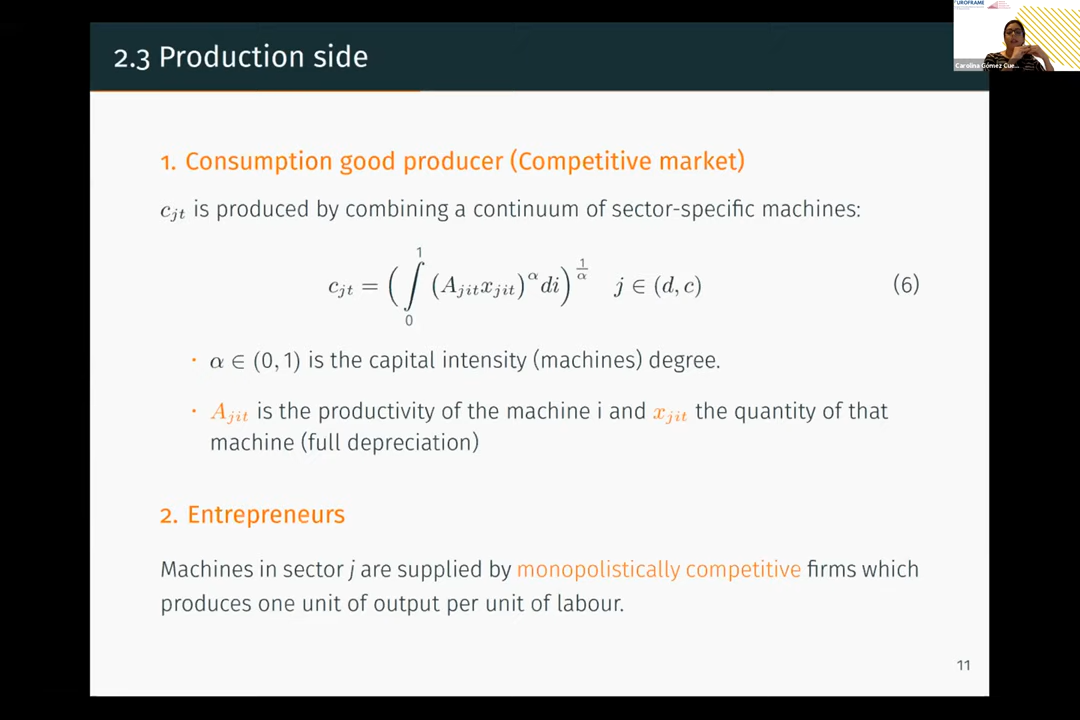 2.3 Production side
UROFRAME
Carolina Gómez Cue...
1. Consumption good producer (Competitive market)
c_{jt} is produced by combining a continuum of sector-specific machines:
c_{jt} = ( ∫_0^1 (A_{jit} x_{jit})^α di )^{1/α}   j ∈ (d, c)   (6)
· α ∈ (0, 1) is the capital intensity (machines) degree.
· A_{jit} is the productivity of the machine i and x_{jit} the quantity of that
machine (full depreciation)
2. Entrepreneurs
Machines in sector j are supplied by monopolistically competitive firms which
produces one unit of output per unit of labour.
11